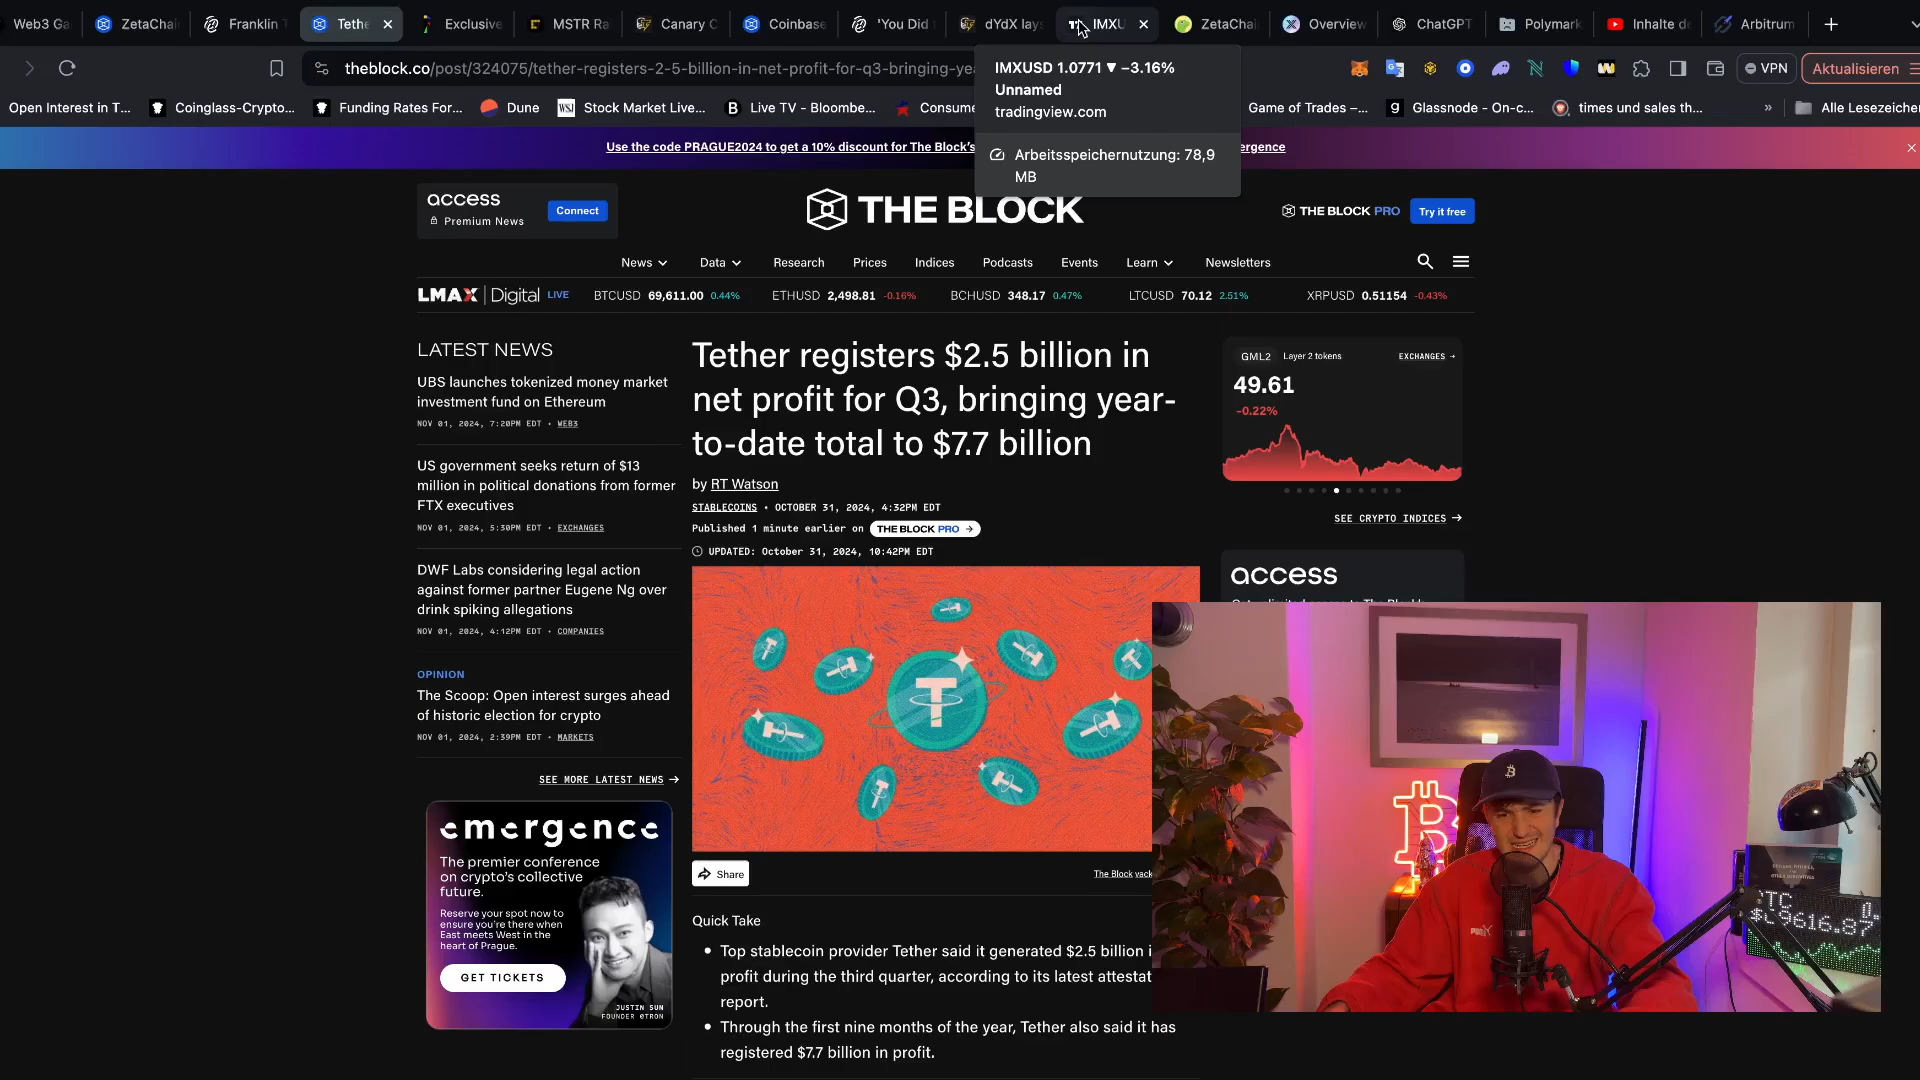 Web3 Ga
ZetaChai
Franklin T
Tethe
Exclusive
MSTR Ra
Canary C
Coinbase
'You Did
dYdX lays
IMXU
ZetaChai
Overview
ChatGPT
Polymark
Inhalte de
Arbitrum
theblock.co/post/324075/tether-registers-2-5-billion-in-net-profit-for-q3-bringing-yea
VPN
Aktualisieren
IMXUSD 1.0771 ▼ −3.16%
Unnamed
tradingview.com
Arbeitsspeichernutzung: 78,9
MB
Open Interest in T...
Coinglass-Crypto...
Funding Rates For...
Dune
WSJ
Stock Market Live...
B
Live TV – Bloombe...
Consume
Game of Trades –...
g
Glassnode - On-c...
times und sales th...
»
Alle Lesezeichen
Use the code PRAGUE2024 to get a 10% discount for The Block's
ergence
access
Premium News
Connect
THE BLOCK
THE BLOCK PRO
Try it free
News
Data
Research
Prices
Indices
Podcasts
Events
Learn
Newsletters
LMAX Digital LIVE
BTCUSD 69,611.00 0.44%
ETHUSD 2,498.81 -0.16%
BCHUSD 348.17 0.47%
LTCUSD 70.12 2.51%
XRPUSD 0.51154 -0.43%
LATEST NEWS
UBS launches tokenized money market
investment fund on Ethereum
NOV 01, 2024, 7:20PM EDT • WEB3
US government seeks return of $13
million in political donations from former
FTX executives
NOV 01, 2024, 5:30PM EDT • EXCHANGES
DWF Labs considering legal action
against former partner Eugene Ng over
drink spiking allegations
NOV 01, 2024, 4:12PM EDT • COMPANIES
OPINION
The Scoop: Open interest surges ahead
of historic election for crypto
NOV 01, 2024, 2:39PM EDT • MARKETS
SEE MORE LATEST NEWS →
emergence
The premier conference
on crypto's collective
future.
Reserve your spot now to
ensure you're there when
East meets West in the
heart of Prague.
GET TICKETS
JUSTIN SUN
FOUNDER @TRON
Tether registers $2.5 billion in
net profit for Q3, bringing year-
to-date total to $7.7 billion
by RT Watson
STABLECOINS • OCTOBER 31, 2024, 4:32PM EDT
Published 1 minute earlier on THE BLOCK PRO →
UPDATED: October 31, 2024, 10:42PM EDT
Share
The Block
Quick Take
• Top stablecoin provider Tether said it generated $2.5 billion i
profit during the third quarter, according to its latest attestat
report.
• Through the first nine months of the year, Tether also said it has
registered $7.7 billion in profit.
GML2 Layer 2 tokens
EXCHANGES →
49.61
-0.22%
SEE CRYPTO INDICES →
access
TC
$69616.87